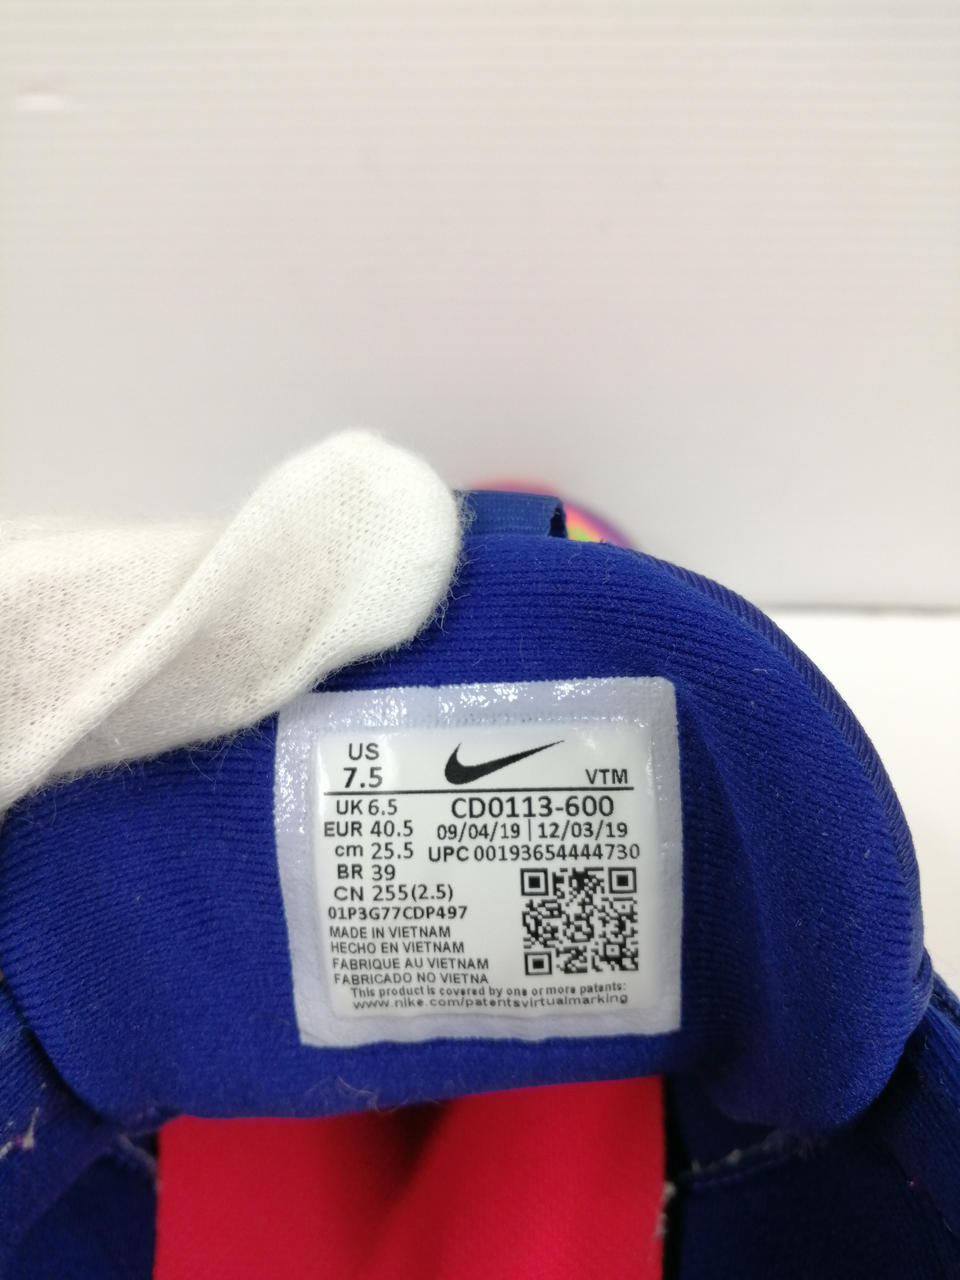 US
7.5
VTM
UK 6.5
CD0113-600
EUR 40.5
09/04/19 | 12/03/19
cm 25.5
UPC 00193654444730
BR 39
CN 255(2.5)
01P3G77CDP497
MADE IN VIETNAM
HECHO EN VIETNAM
FABRIQUE AU VIETNAM
FABRICADO NO VIETNA
This product is covered by one or more patents:
www.nike.com/patentsvirtualmarking